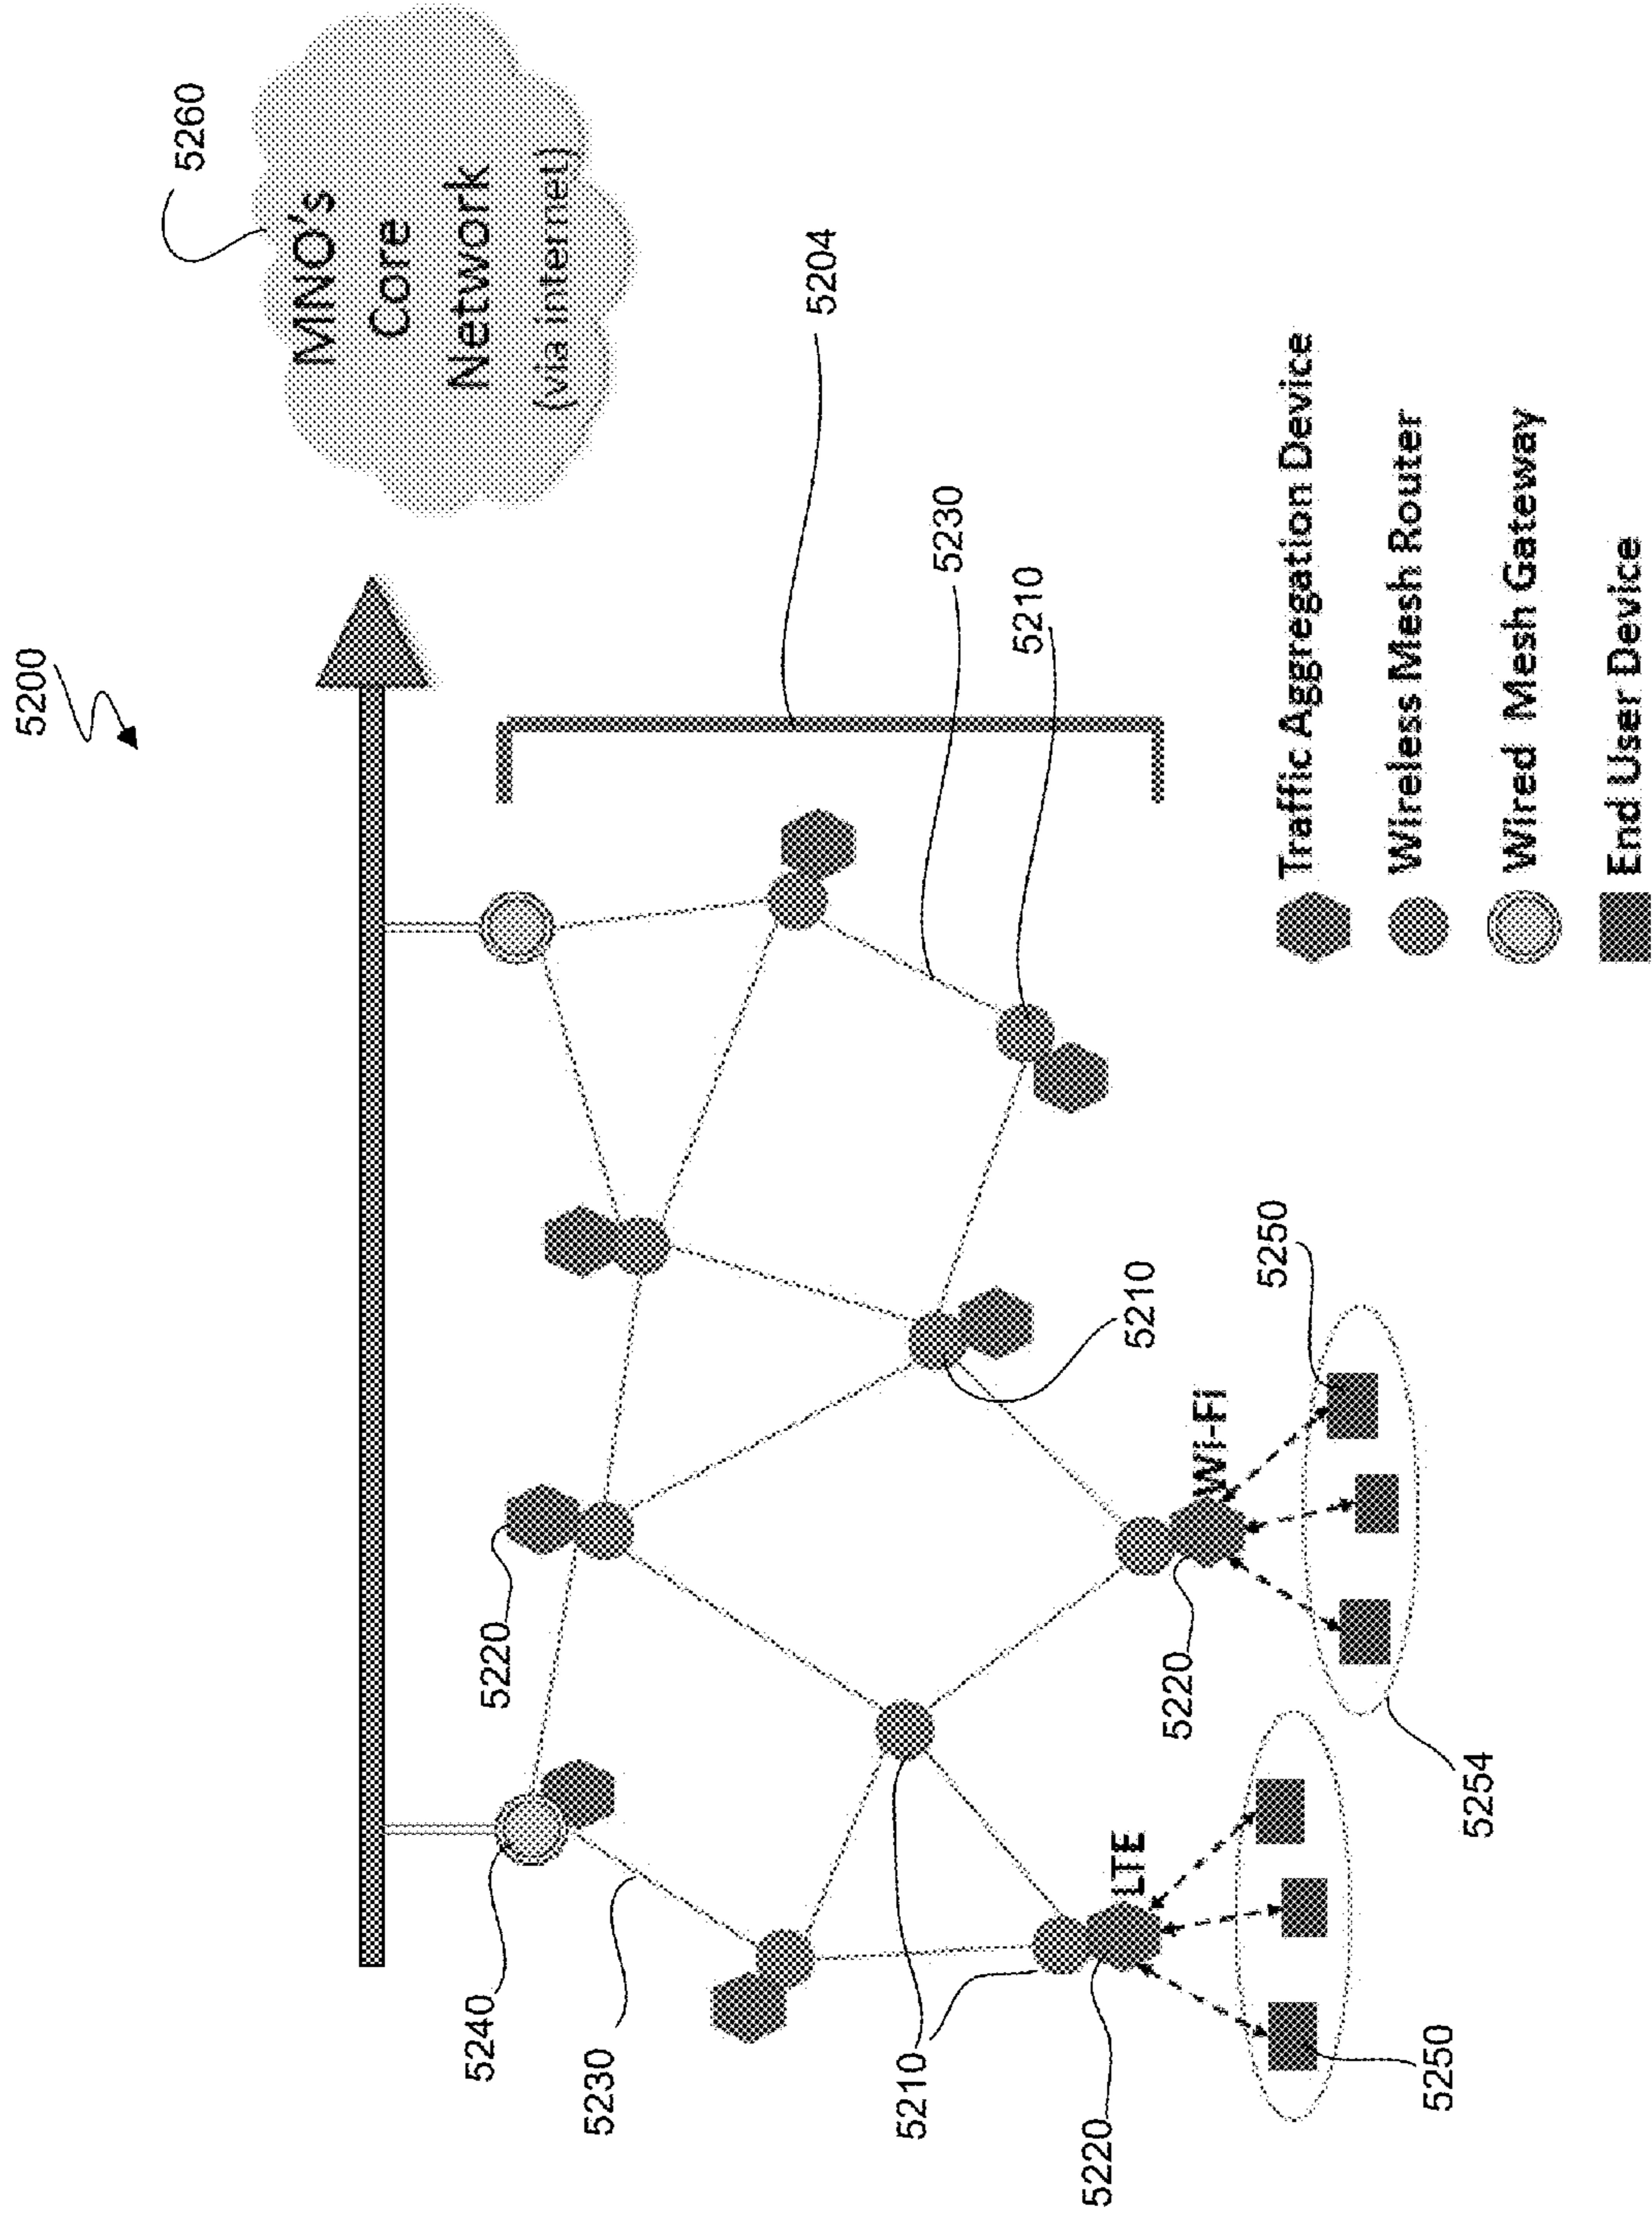 5200
5260
MNO's
Core
Network
(via internet)
5204
5230
5210
5240
5220
5230
5210
5210
5220
LTE
5220
Wi-Fi
5250
5250
5254
Traffic Aggregation Device
Wireless Mesh Router
Wired Mesh Gateway
End User Device